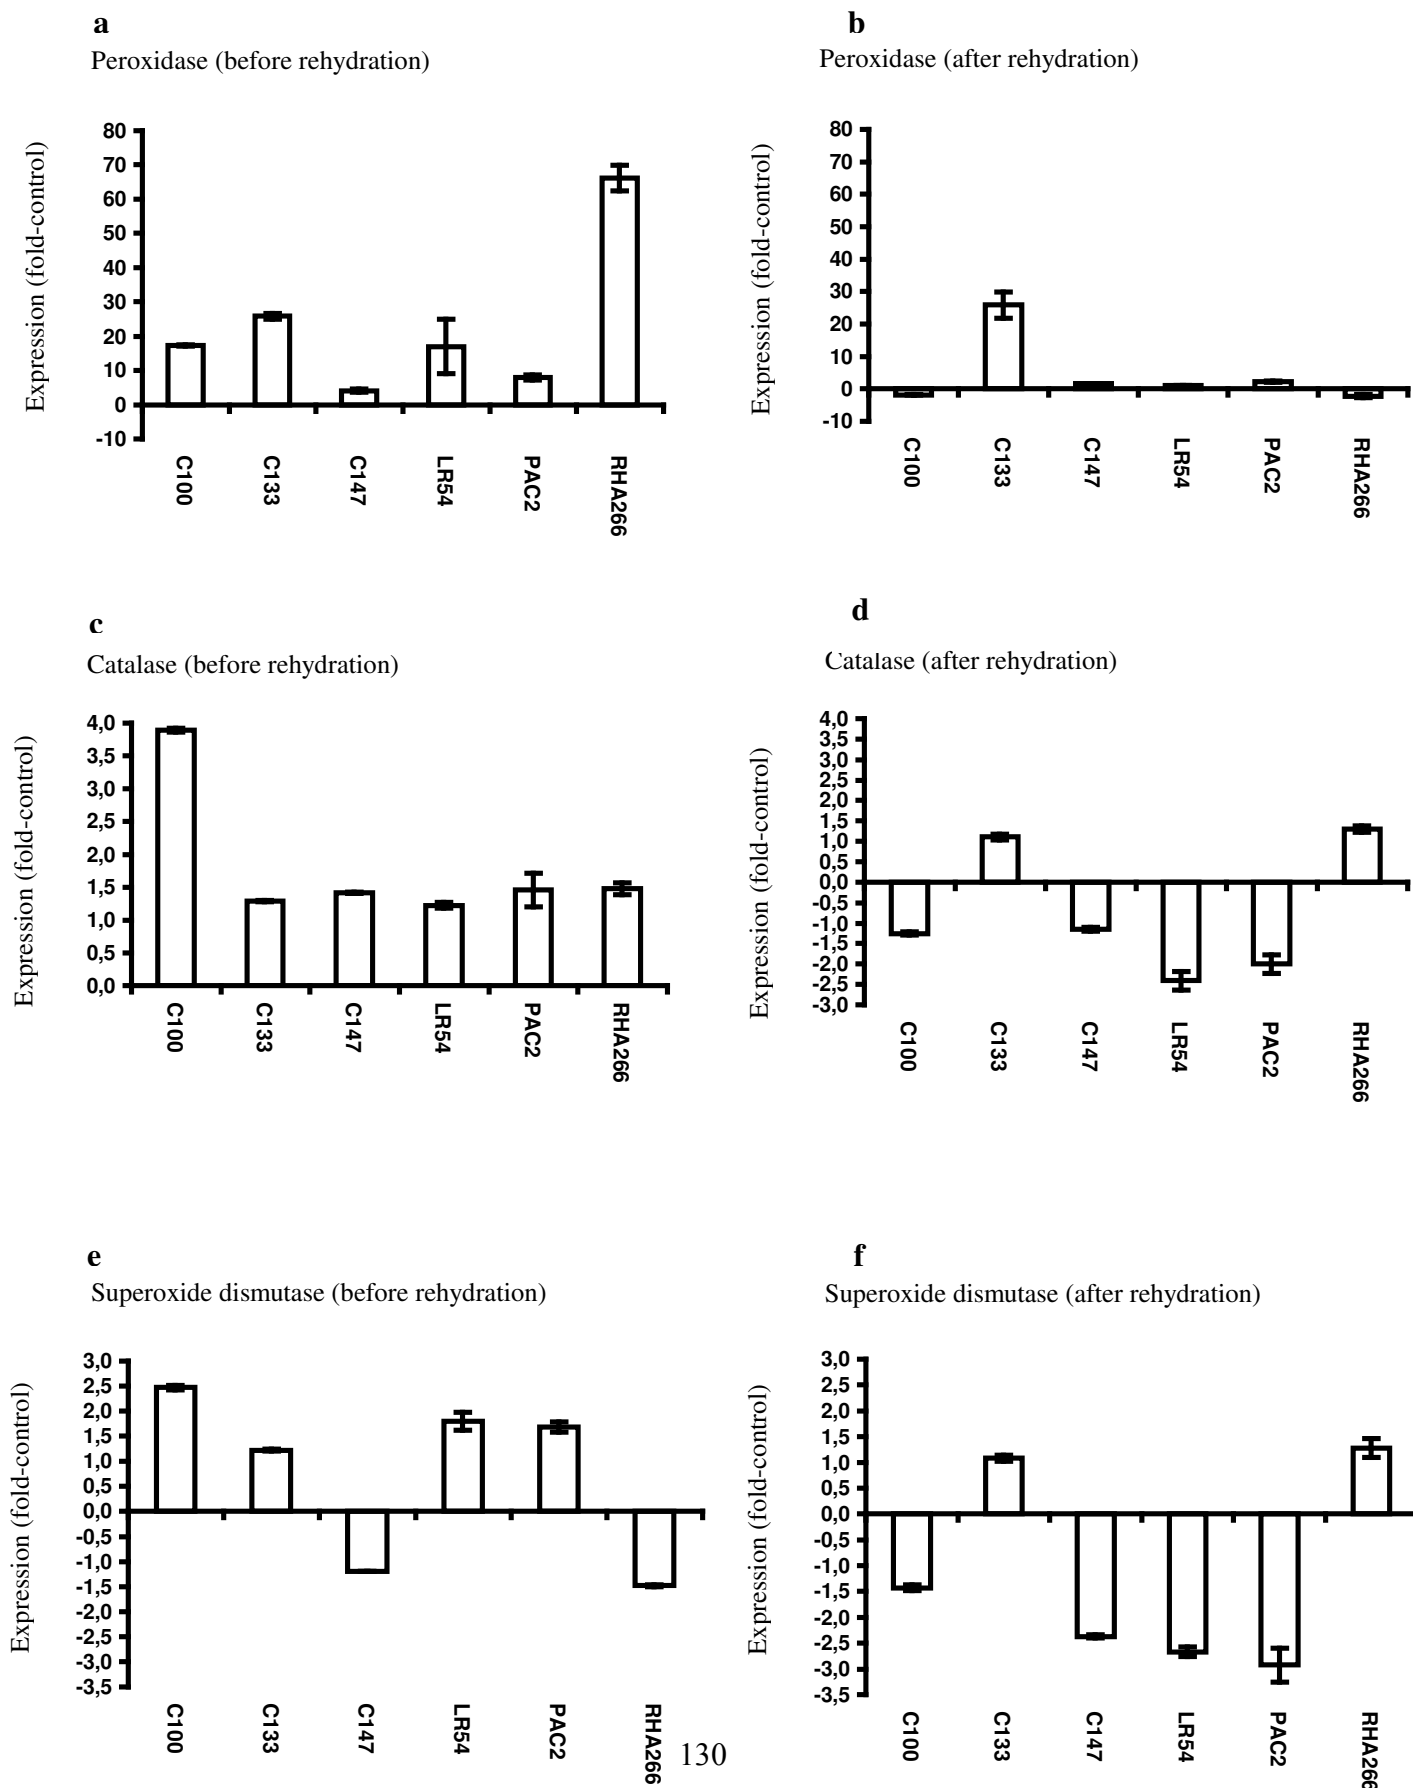 a
Peroxidase (before rehydration)
Expression (fold-control)
80
70
60
50
40
30
20
10
0
-10
C100
C133
C147
LR54
PAC2
RHA266
b
Peroxidase (after rehydration)
Expression (fold-control)
80
70
60
50
40
30
20
10
0
-10
C100
C133
C147
LR54
PAC2
RHA266
c
Catalase (before rehydration)
Expression (fold-control)
4,0
3,5
3,0
2,5
2,0
1,5
1,0
0,5
0,0
C100
C133
C147
LR54
PAC2
RHA266
d
Catalase (after rehydration)
Expression (fold-control)
4,0
3,5
3,0
2,5
2,0
1,5
1,0
0,5
0,0
-0,5
-1,0
-1,5
-2,0
-2,5
-3,0
C100
C133
C147
LR54
PAC2
RHA266
e
Superoxide dismutase (before rehydration)
Expression (fold-control)
3,0
2,5
2,0
1,5
1,0
0,5
0,0
-0,5
-1,0
-1,5
-2,0
-2,5
-3,0
-3,5
C100
C133
C147
LR54
PAC2
RHA266
f
Superoxide dismutase (after rehydration)
Expression (fold-control)
3,0
2,5
2,0
1,5
1,0
0,5
0,0
-0,5
-1,0
-1,5
-2,0
-2,5
-3,0
-3,5
C100
C133
C147
LR54
PAC2
RHA266
130